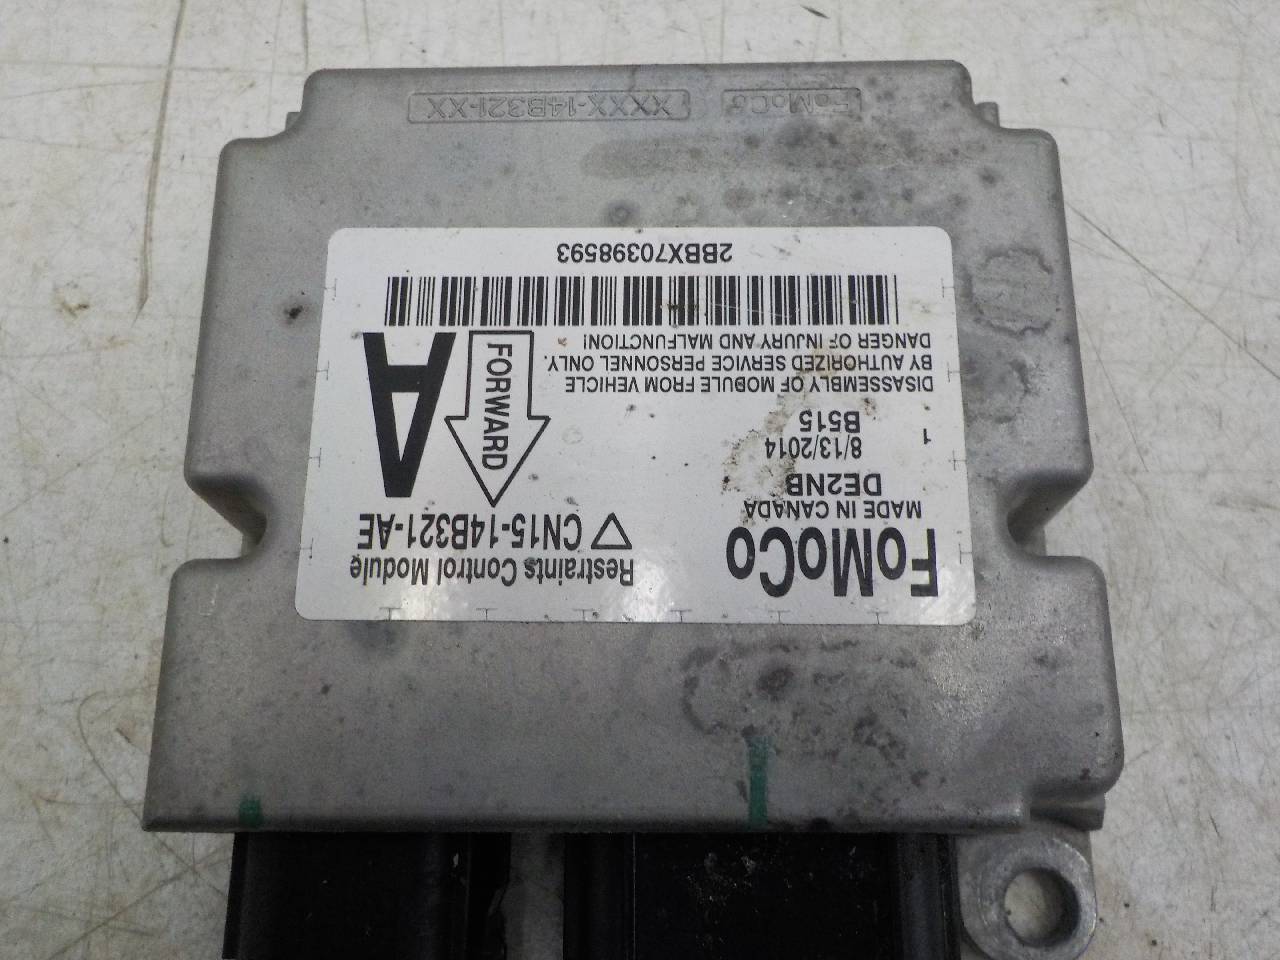 FoMoCo
MADE IN CANADA
DE2NB
8/13/2014
1 B515
Restraints Control Module
CN15-14B321-AE
FORWARD
A
DISASSEMBLY OF MODULE FROM VEHICLE
BY AUTHORIZED SERVICE PERSONNEL ONLY.
DANGER OF INJURY AND MALFUNCTION!
2BBX70398593
FoMoCo XXXX-14B321-XX